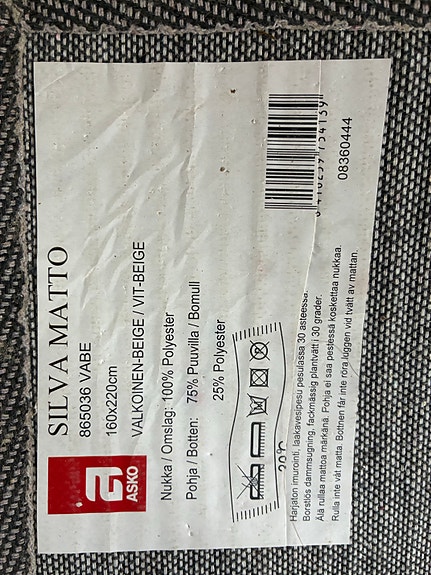 SILVA MATTO
865036 VABE
160x220cm
VALKOINEN-BEIGE / VIT-BEIGE
Nukka / Omslag: 100% Polyester
Pohja / Botten: 75% Puuvilla / Bomull
25% Polyester
a
ASKO
30°
Harjaton imurointi, laakavesipesu pesulassa 30 asteessa.
Borstlös dammsugning, fackmässig plantvätt i 30 grader.
Älä rullaa mattoa märkänä. Pohja ei saa pestessä koskettaa nukkaa.
Rulla inte våt matta. Bottnen får inte röra luggen vid tvätt av mattan.
08360444